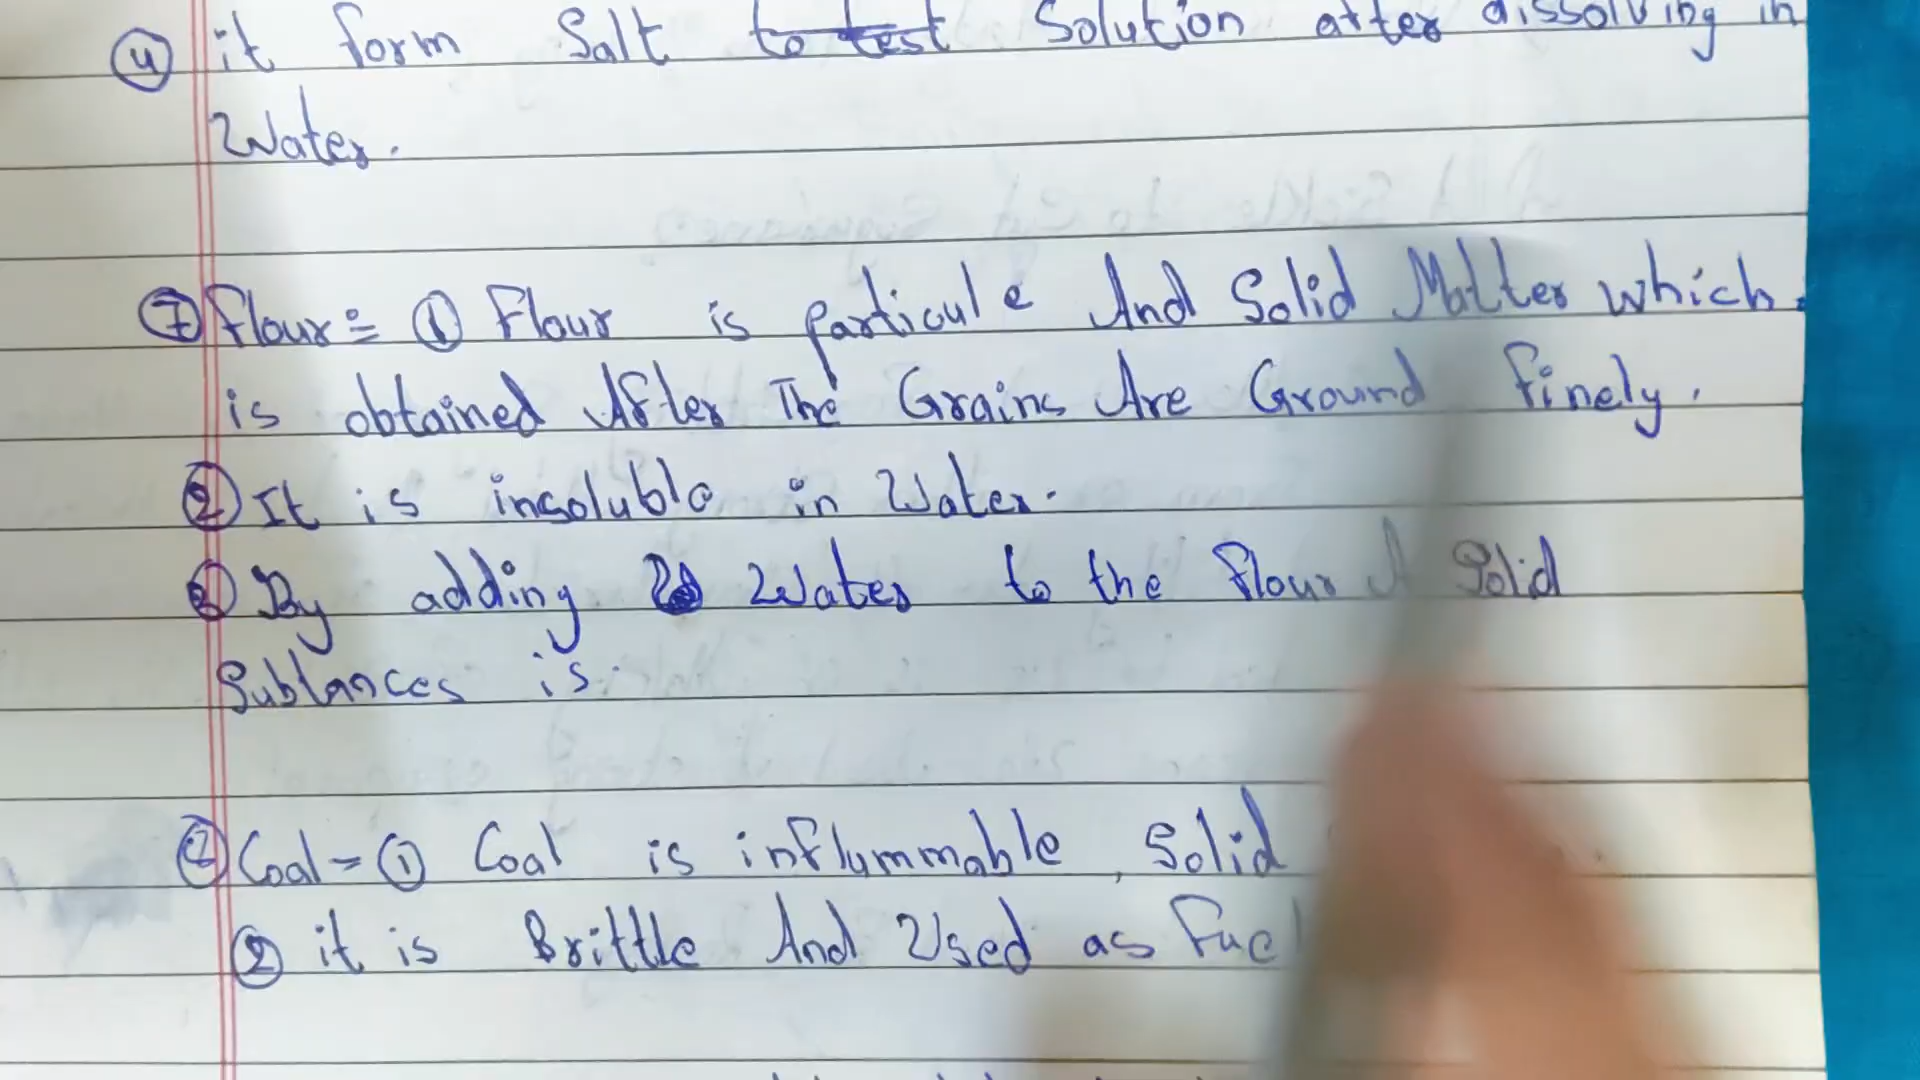 ④ it form Salt to test Solution after dissolving in
Water.
⑦ Flour = ① Flour is particule And Solid Matter which
is obtained After The Grains Are Ground finely.
② It is insoluble in Water.
③ By adding Water to the flour A Solid
Sublances is
Coal = ① Coal is inflummable, Solid
② it is Brittle And Used as Fuel